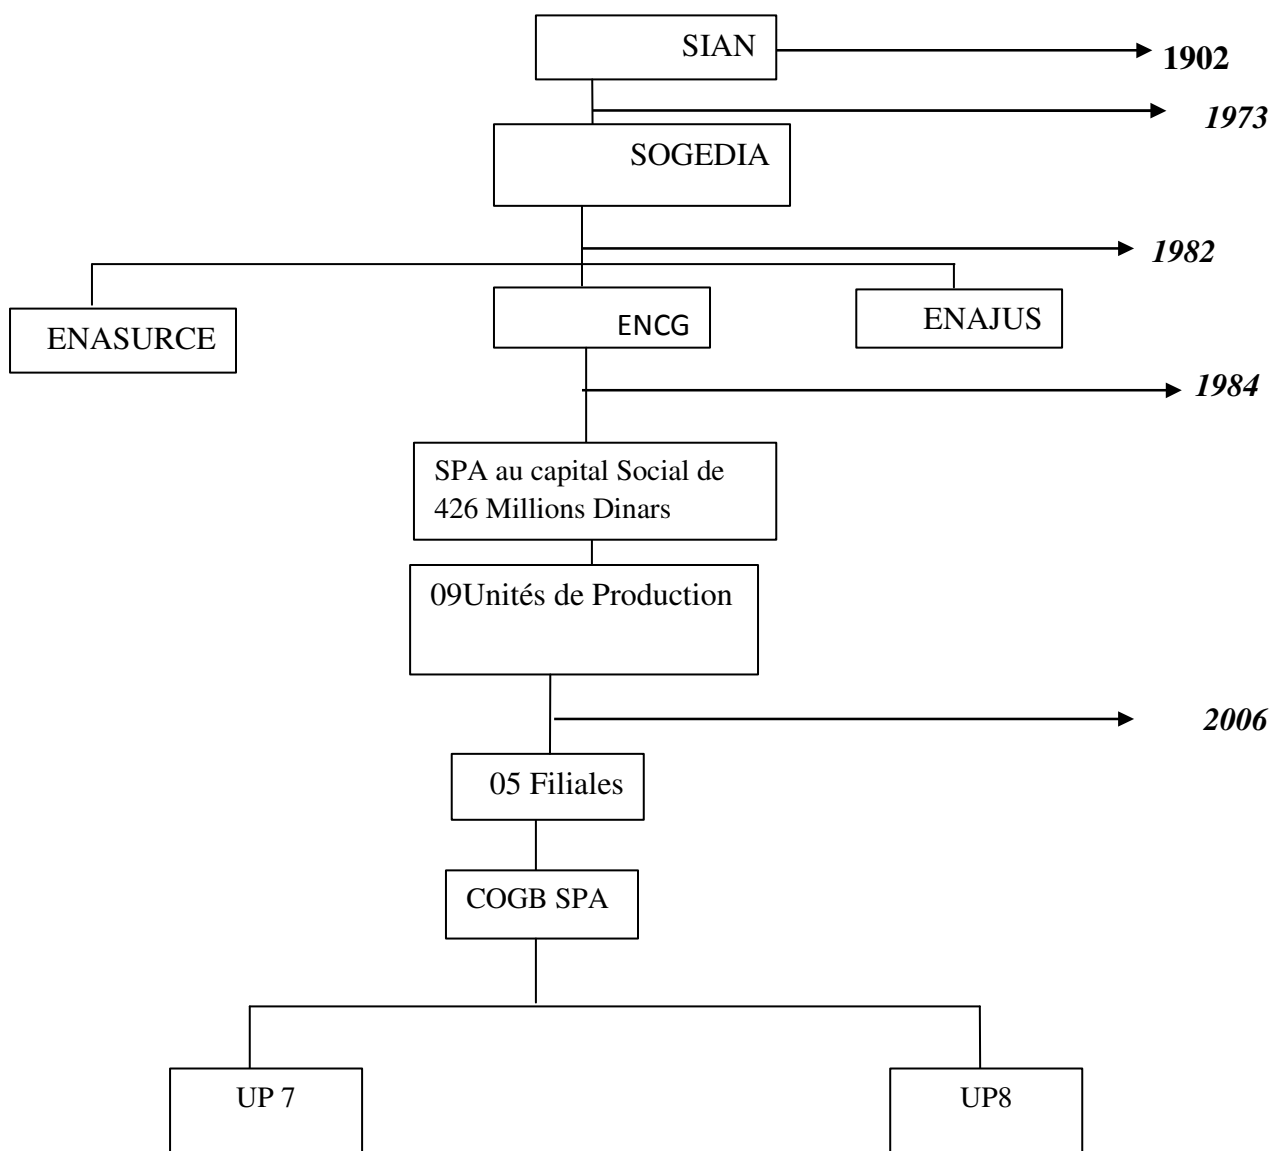 SIAN
1902
1973
SOGEDIA
1982
ENASURCE
ENCG
ENAJUS
1984
SPA au capital Social de
426 Millions Dinars
09Unités de Production
2006
05 Filiales
COGB SPA
UP 7
UP8